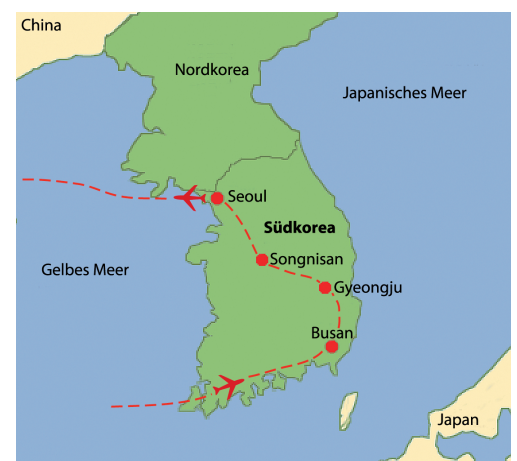 China
Nordkorea
Japanisches Meer
Seoul
Südkorea
Songnisan
Gelbes Meer
Gyeongju
Busan
Japan